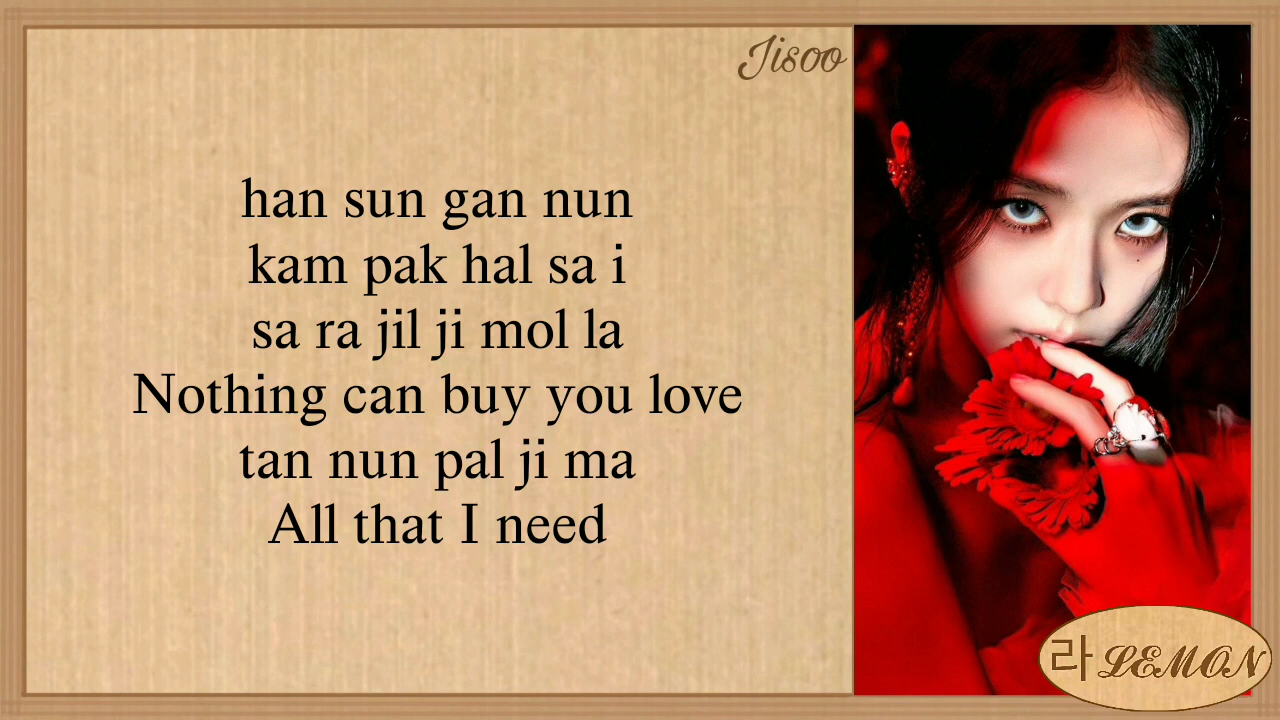 Jisoo
han sun gan nun
kam pak hal sa i
sa ra jil ji mol la
Nothing can buy you love
tan nun pal ji ma
All that I need
라 LEMON